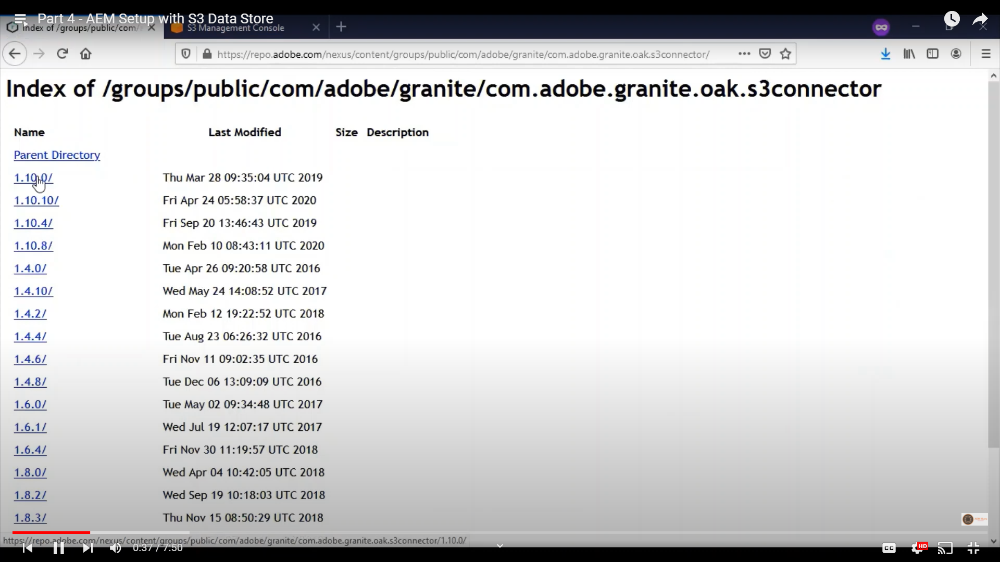 Part 4 - AEM Setup with S3 Data Store
Index of /groups/public/com/
S3 Management Console
https://repo.adobe.com/nexus/content/groups/public/com/adobe/granite/com.adobe.granite.oak.s3connector/
Index of /groups/public/com/adobe/granite/com.adobe.granite.oak.s3connector
Name Last Modified Size Description
Parent Directory
1.10.0/ Thu Mar 28 09:35:04 UTC 2019
1.10.10/ Fri Apr 24 05:58:37 UTC 2020
1.10.4/ Fri Sep 20 13:46:43 UTC 2019
1.10.8/ Mon Feb 10 08:43:11 UTC 2020
1.4.0/ Tue Apr 26 09:20:58 UTC 2016
1.4.10/ Wed May 24 14:08:52 UTC 2017
1.4.2/ Mon Feb 12 19:22:52 UTC 2018
1.4.4/ Tue Aug 23 06:26:32 UTC 2016
1.4.6/ Fri Nov 11 09:02:35 UTC 2016
1.4.8/ Tue Dec 06 13:09:09 UTC 2016
1.6.0/ Tue May 02 09:34:48 UTC 2017
1.6.1/ Wed Jul 19 12:07:17 UTC 2017
1.6.4/ Fri Nov 30 11:19:57 UTC 2018
1.8.0/ Wed Apr 04 10:42:05 UTC 2018
1.8.2/ Wed Sep 19 10:18:03 UTC 2018
1.8.3/ Thu Nov 15 08:50:29 UTC 2018
https://repo.adobe.com/nexus/content/groups/public/com/adobe/granite/com.adobe.granite.oak.s3connector/1.10.0/
0:37 / 7:50
CC
HD